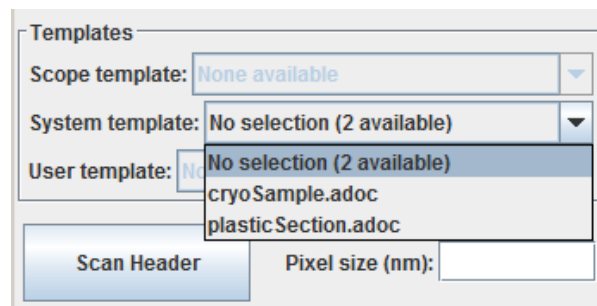 Templates
Scope template: None available
System template: No selection (2 available)
User template: No
No selection (2 available)
cryoSample.adoc
plasticSection.adoc
Scan Header Pixel size (nm):